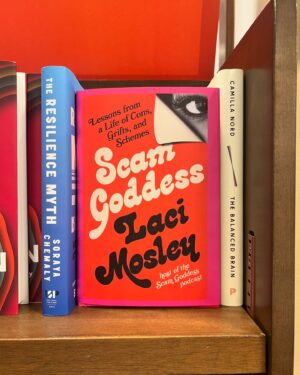 THE RESILIENCE MYTH
SORAYA
CHEMALY
Lessons from
a Life of Cons,
Grifts, and
Schemes
Scam
Goddess
Laci
Mosley
host of the
Scam Goddess
podcast
CAMILLA NORD
THE BALANCED BRAIN